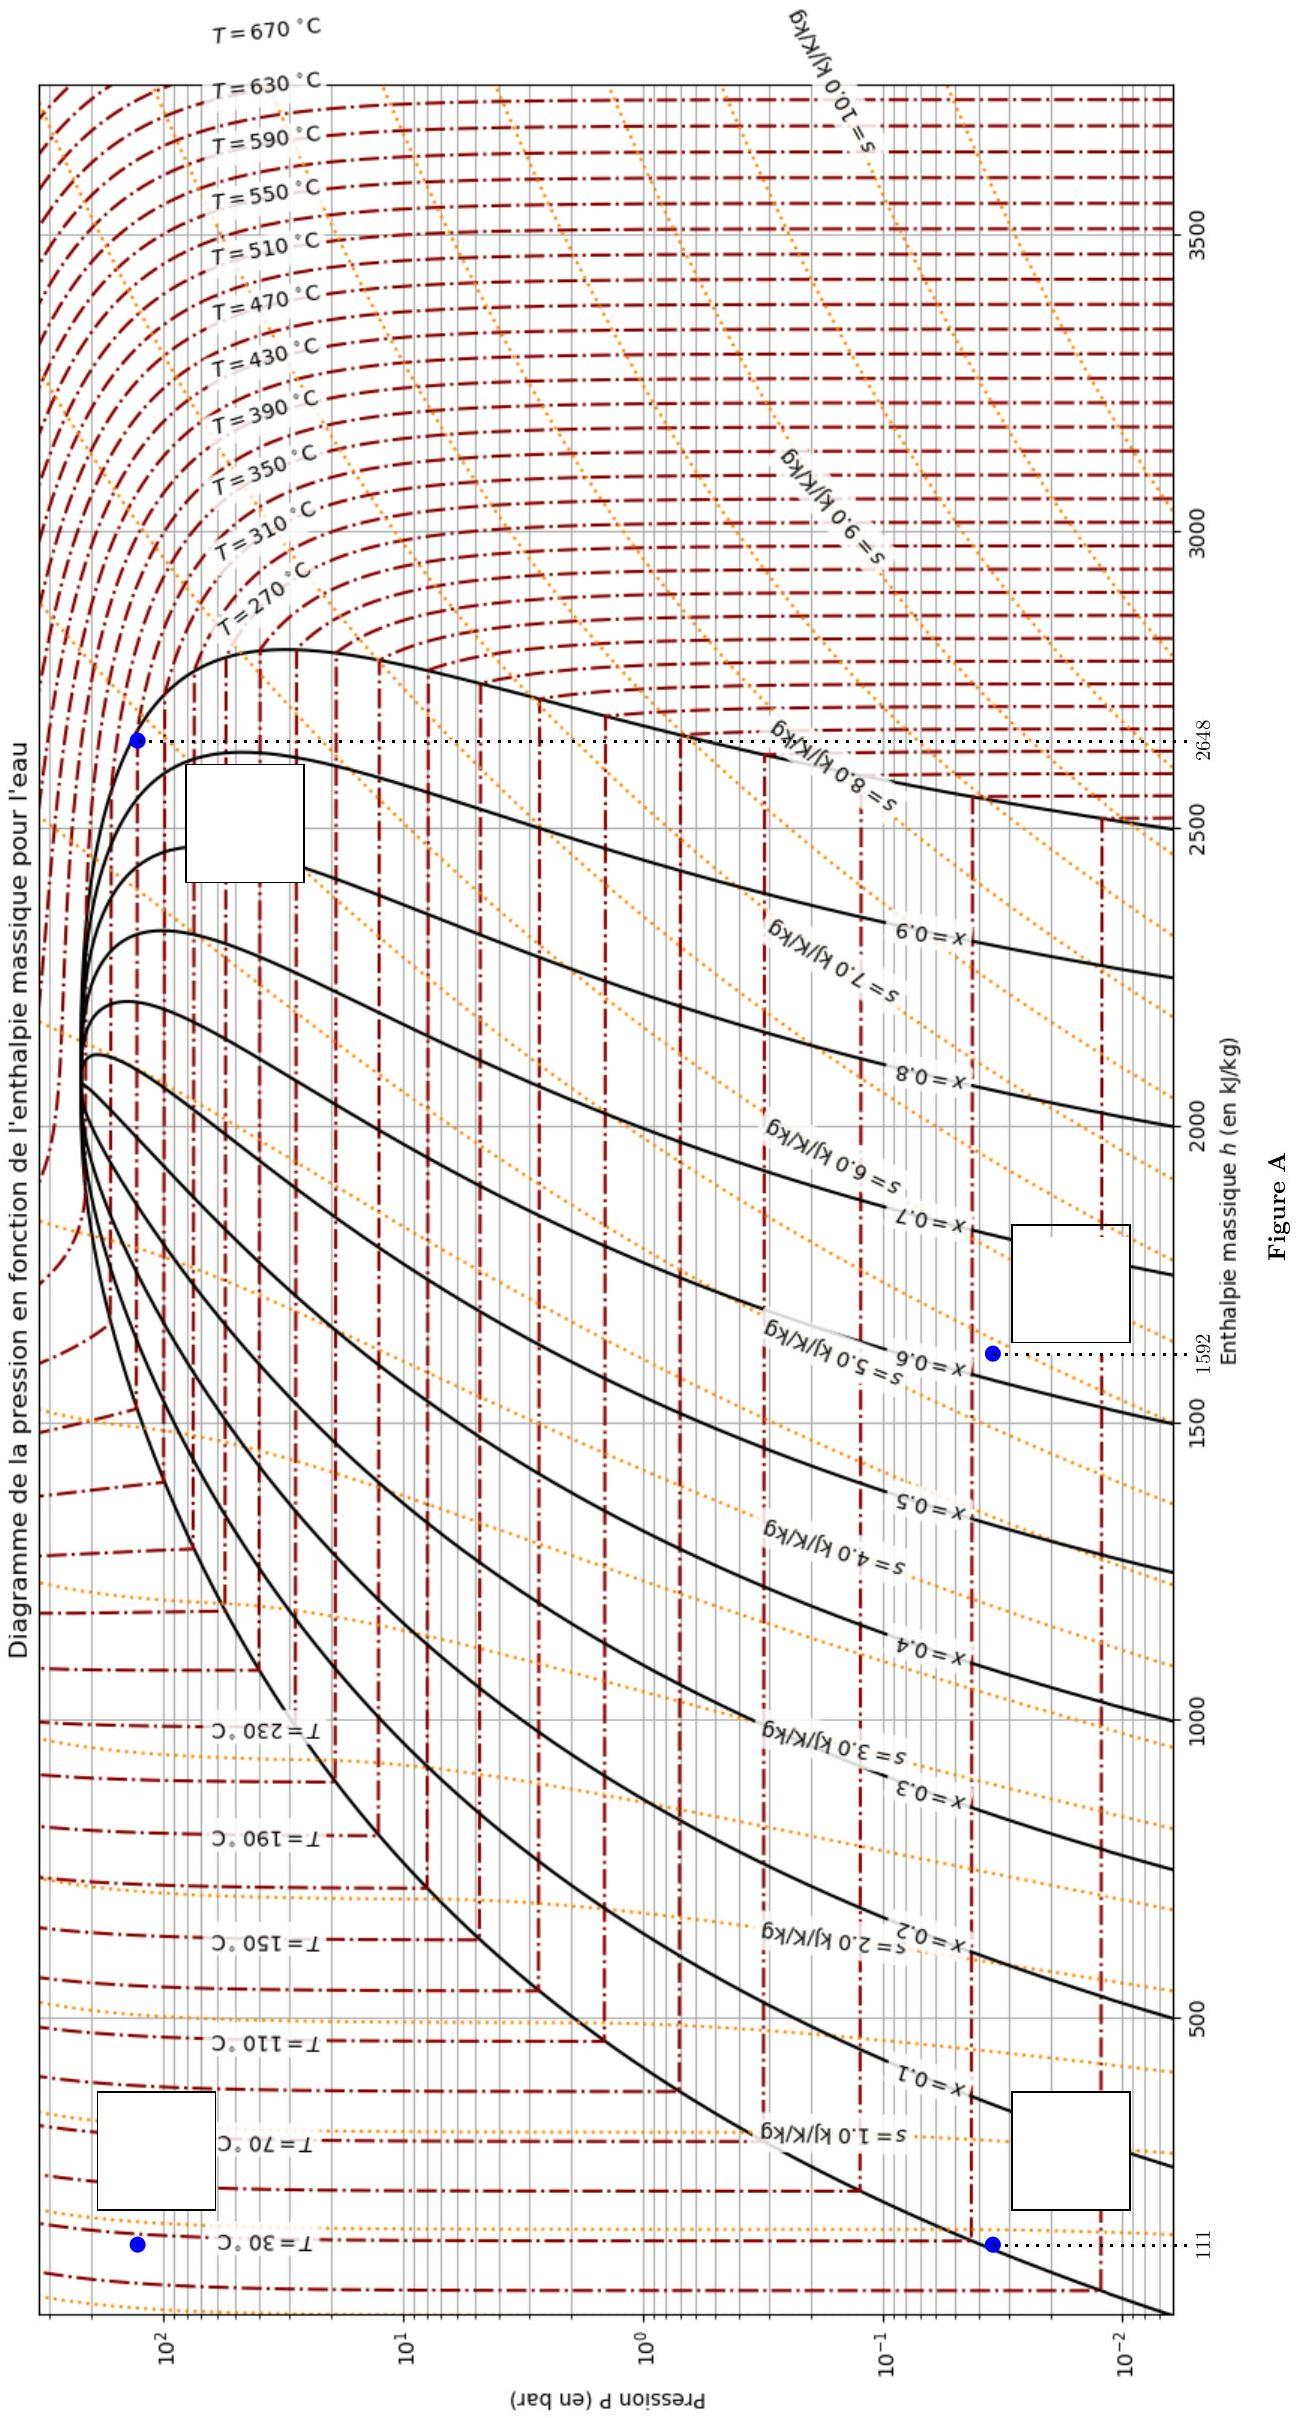 Diagramme de la pression en fonction de l'enthalpie massique pour l'eau
T = 670 °C
T = 630 °C
T = 590 °C
T = 550 °C
T = 510 °C
T = 470 °C
T = 430 °C
T = 390 °C
T = 350 °C
T = 310 °C
T = 270 °C
T = 230 °C
T = 190 °C
T = 150 °C
T = 110 °C
T = 70 °C
T = 30 °C
s = 10.0 kJ/K/kg
s = 9.0 kJ/K/kg
s = 8.0 kJ/K/kg
s = 7.0 kJ/K/kg
s = 6.0 kJ/K/kg
s = 5.0 kJ/K/kg
s = 4.0 kJ/K/kg
s = 3.0 kJ/K/kg
s = 2.0 kJ/K/kg
s = 1.0 kJ/K/kg
x = 0.9
x = 0.8
x = 0.7
x = 0.6
x = 0.5
x = 0.4
x = 0.3
x = 0.2
x = 0.1
10²
10¹
10⁰
10⁻¹
10⁻²
Pression P (en bar)
111
500
1000
1500
1592
2000
2500
2648
3000
3500
Enthalpie massique h (en kJ/kg)
Figure A